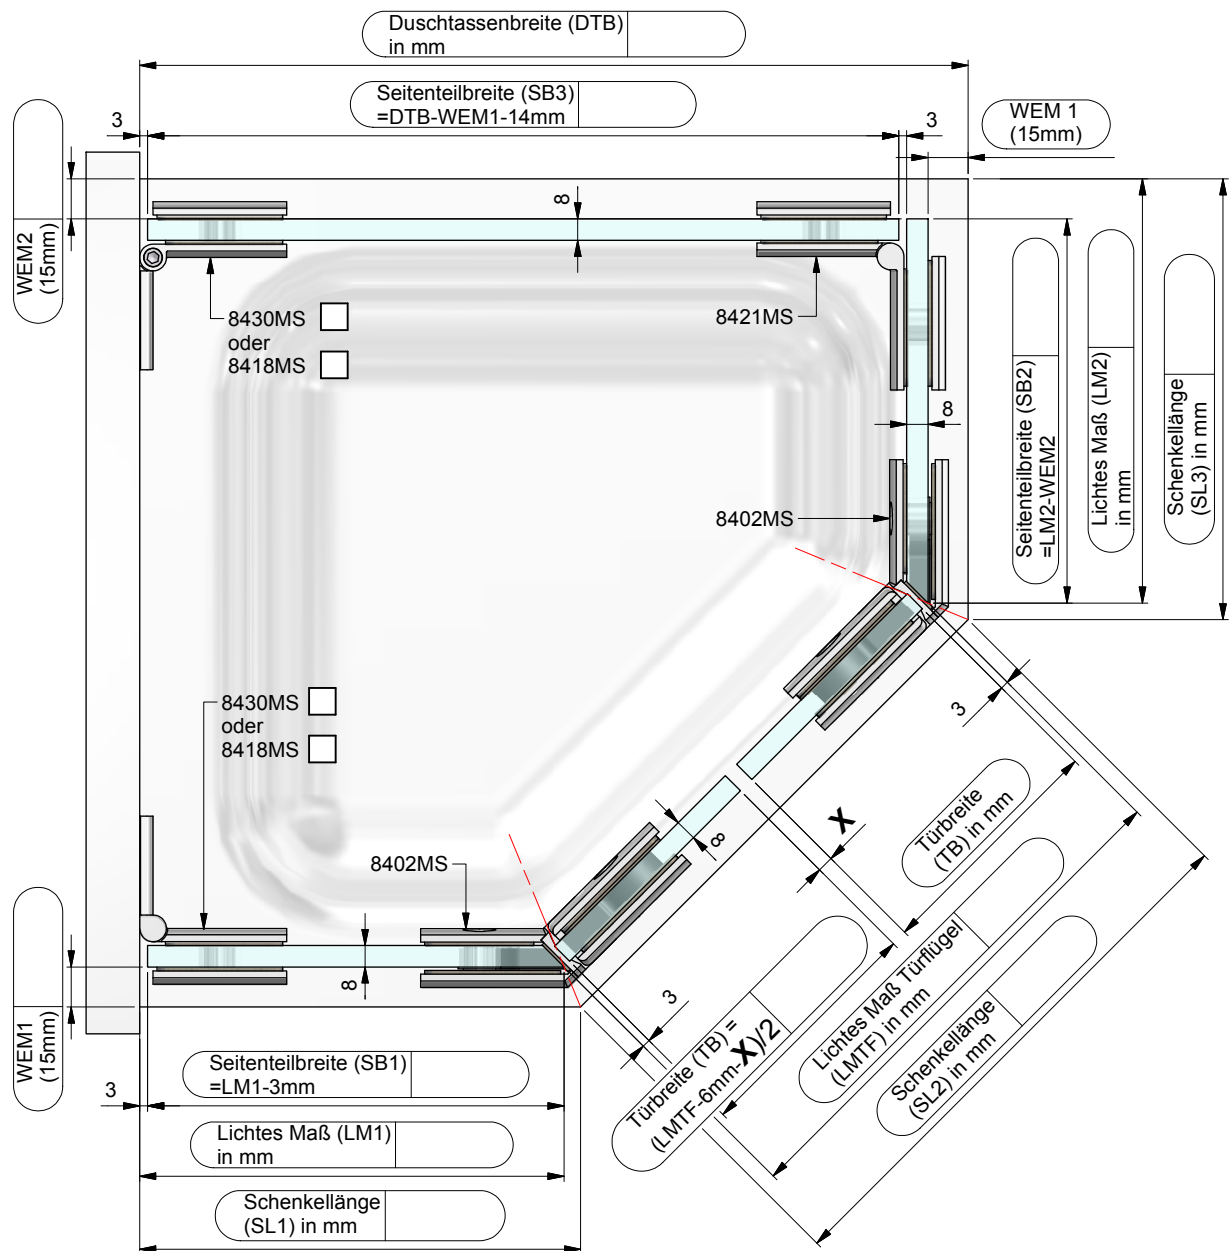 Duschtassenbreite (DTB)
in mm
Seitenteilbreite (SB3)
=DTB-WEM1-14mm
WEM 1
(15mm)
3
3
WEM2
(15mm)
8
8430MS
oder
8418MS
8421MS
8
Seitenteilbreite (SB2)
=LM2-WEM2
Lichtes Maß (LM2)
in mm
Schenkellänge
(SL3) in mm
8402MS
8430MS
oder
8418MS
3
8
X
Türbreite
(TB) in mm
8402MS
8
3
Türbreite (TB) =
(LMTF-6mm-X)/2
Lichtes Maß Türflügel
(LMTF) in mm
Schenkellänge
(SL2) in mm
WEM1
(15mm)
3
Seitenteilbreite (SB1)
=LM1-3mm
Lichtes Maß (LM1)
in mm
Schenkellänge
(SL1) in mm